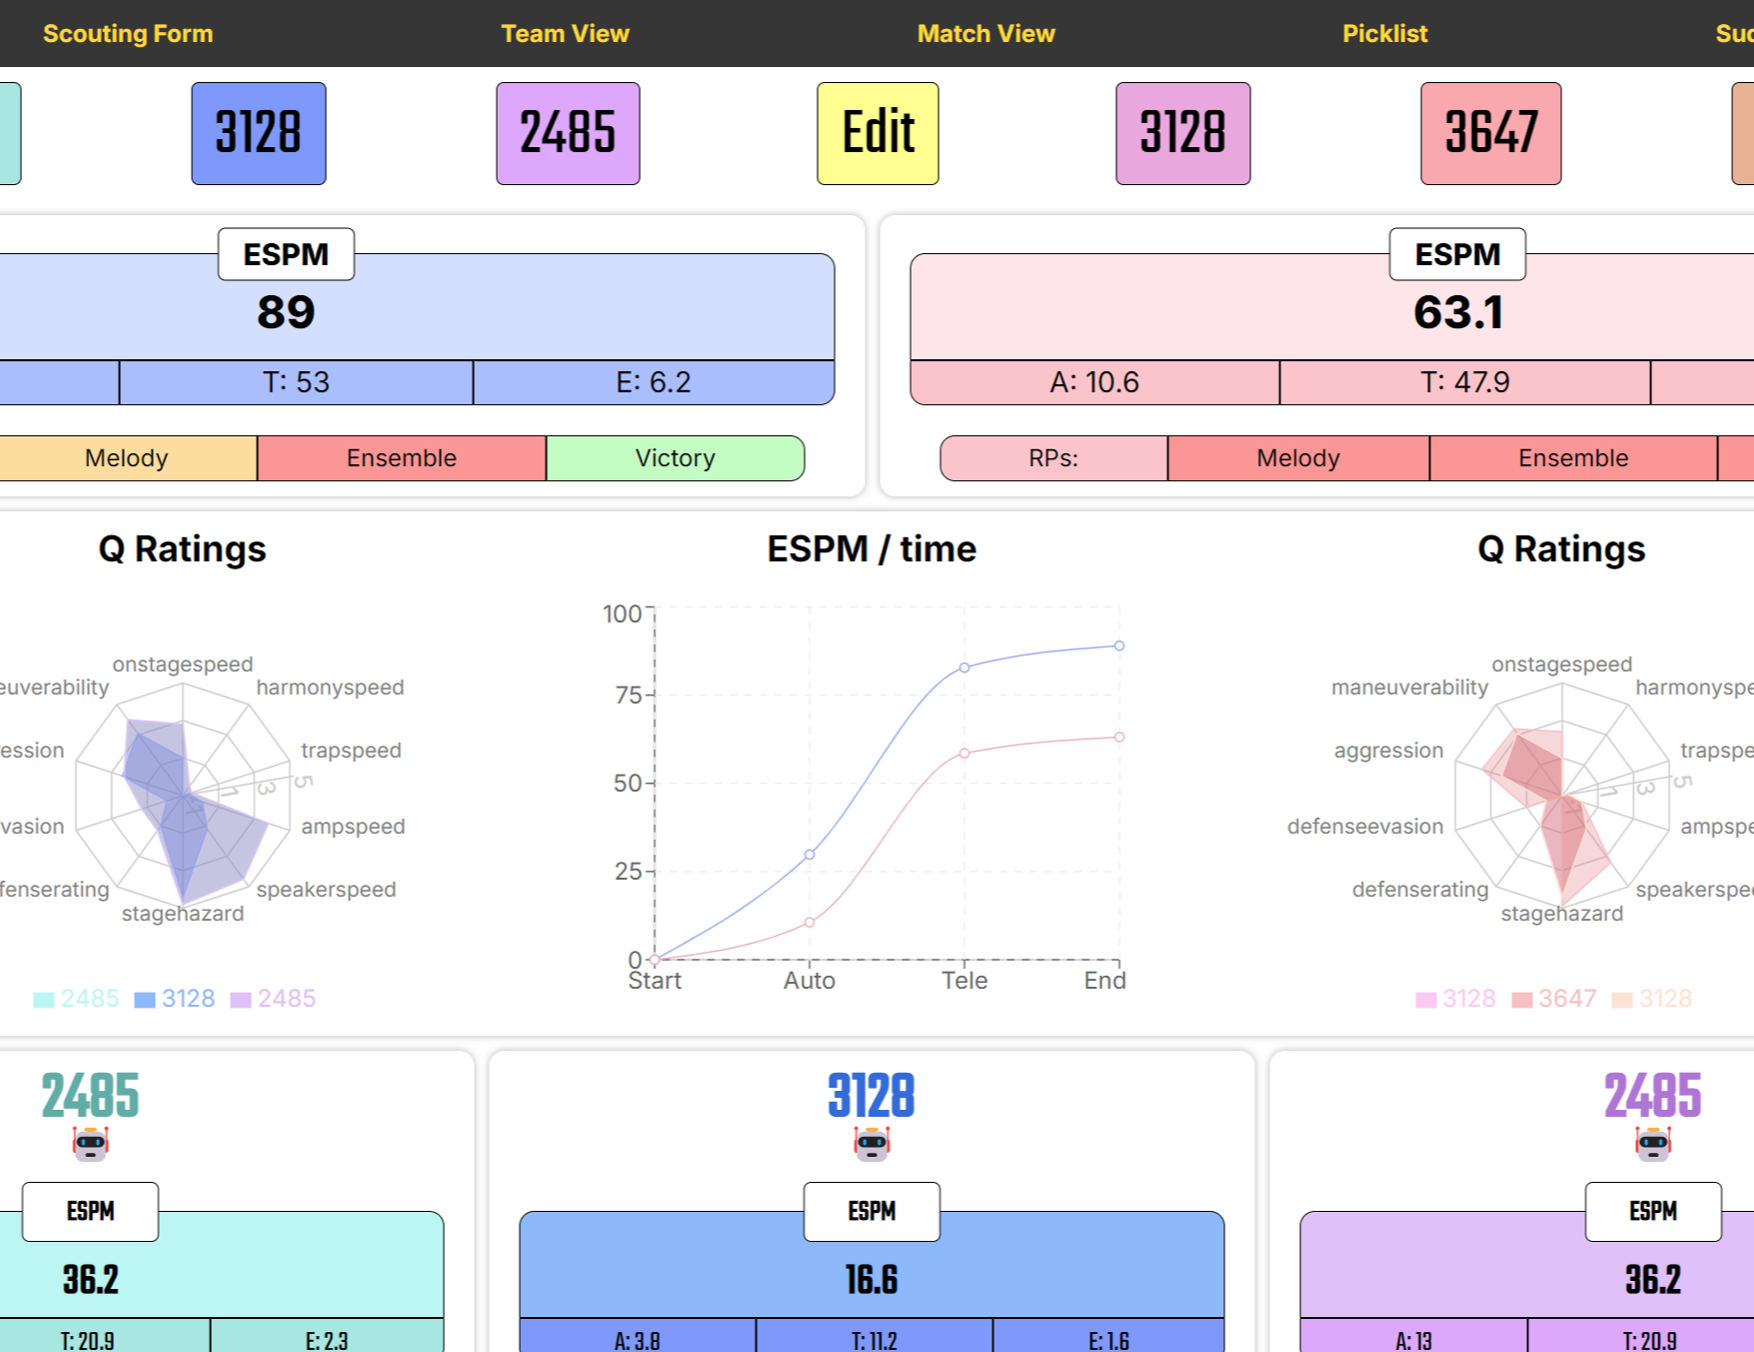 Scouting Form Team View Match View Picklist
3128 2485 Edit 3128 3647
ESPM ESPM
89 63.1
T: 53 E: 6.2 A: 10.6 T: 47.9
Melody Ensemble Victory RPs: Melody Ensemble
Q Ratings ESPM / time Q Ratings
onstagespeed
euverability harmonyspeed
ession trapspeed
1 3 5
vasion ampspeed
fenserating speakerspeed
stagehazard
2485 3128 2485
100
75
50
25
0
Start Auto Tele End
onstagespeed
maneuverability harmonyspe
aggression trapspe
1 3 5
defenseevasion ampspe
defenserating speakerspe
stagehazard
3128 3647 3128
2485 3128 2485
ESPM ESPM ESPM
36.2 16.6 36.2
T: 20.9 E: 2.3 A: 3.8 T: 11.2 E: 1.6 A: 13 T: 20.9